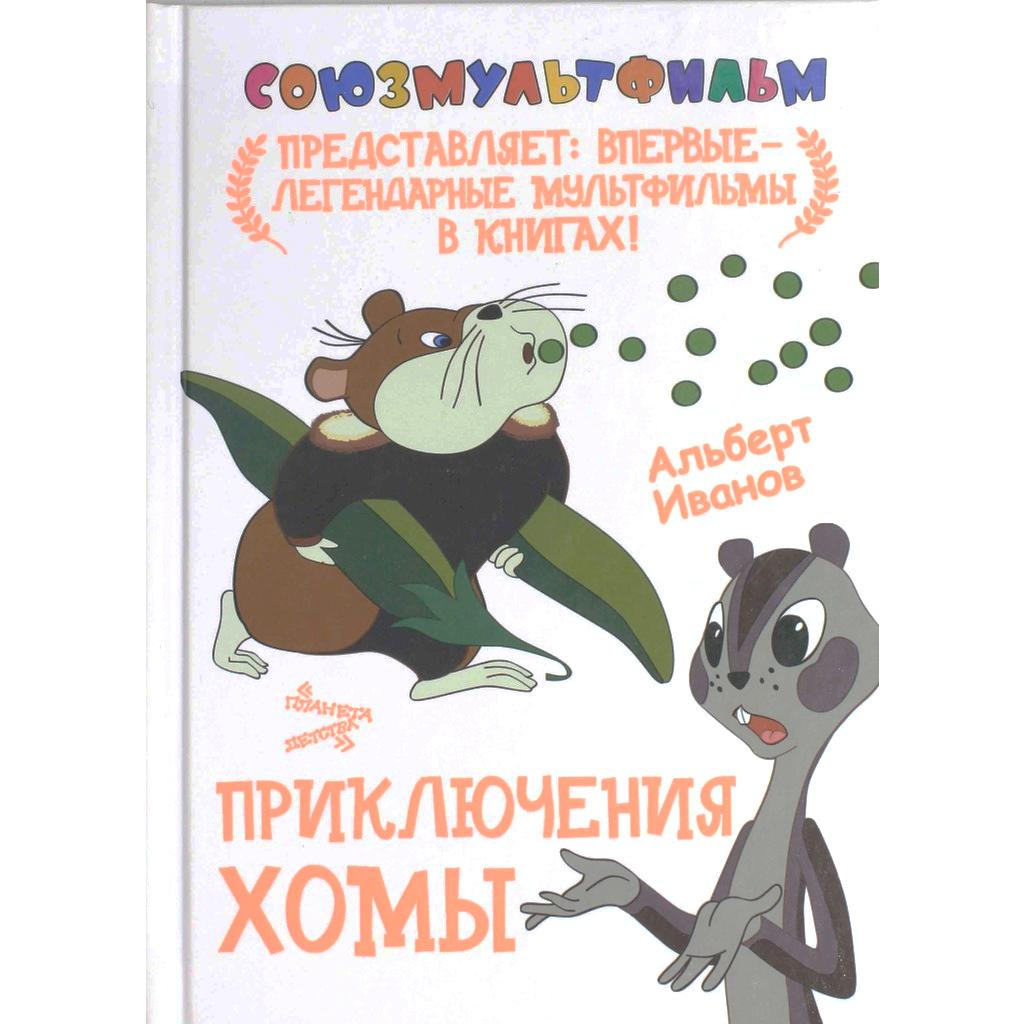 СОЮЗМУЛЬТФИЛЬМ
ПРЕДСТАВЛЯЕТ: ВПЕРВЫЕ-
ЛЕГЕНДАРНЫЕ МУЛЬТФИЛЬМЫ
В КНИГАХ!
Альберт
Иванов
«ПЛАНЕТА
ДЕТСТВА»
ПРИКЛЮЧЕНИЯ
ХОМЫ